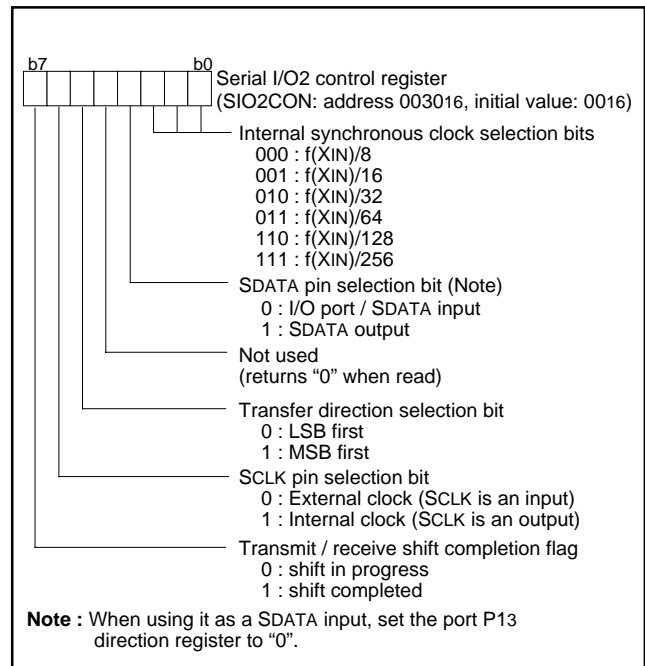 b7 b0
Serial I/O2 control register
(SIO2CON: address 003016, initial value: 0016)
Internal synchronous clock selection bits
000 : f(XIN)/8
001 : f(XIN)/16
010 : f(XIN)/32
011 : f(XIN)/64
110 : f(XIN)/128
111 : f(XIN)/256
SDATA pin selection bit (Note)
0 : I/O port / SDATA input
1 : SDATA output
Not used
(returns “0” when read)
Transfer direction selection bit
0 : LSB first
1 : MSB first
SCLK pin selection bit
0 : External clock (SCLK is an input)
1 : Internal clock (SCLK is an output)
Transmit / receive shift completion flag
0 : shift in progress
1 : shift completed
Note : When using it as a SDATA input, set the port P13
direction register to “0”.